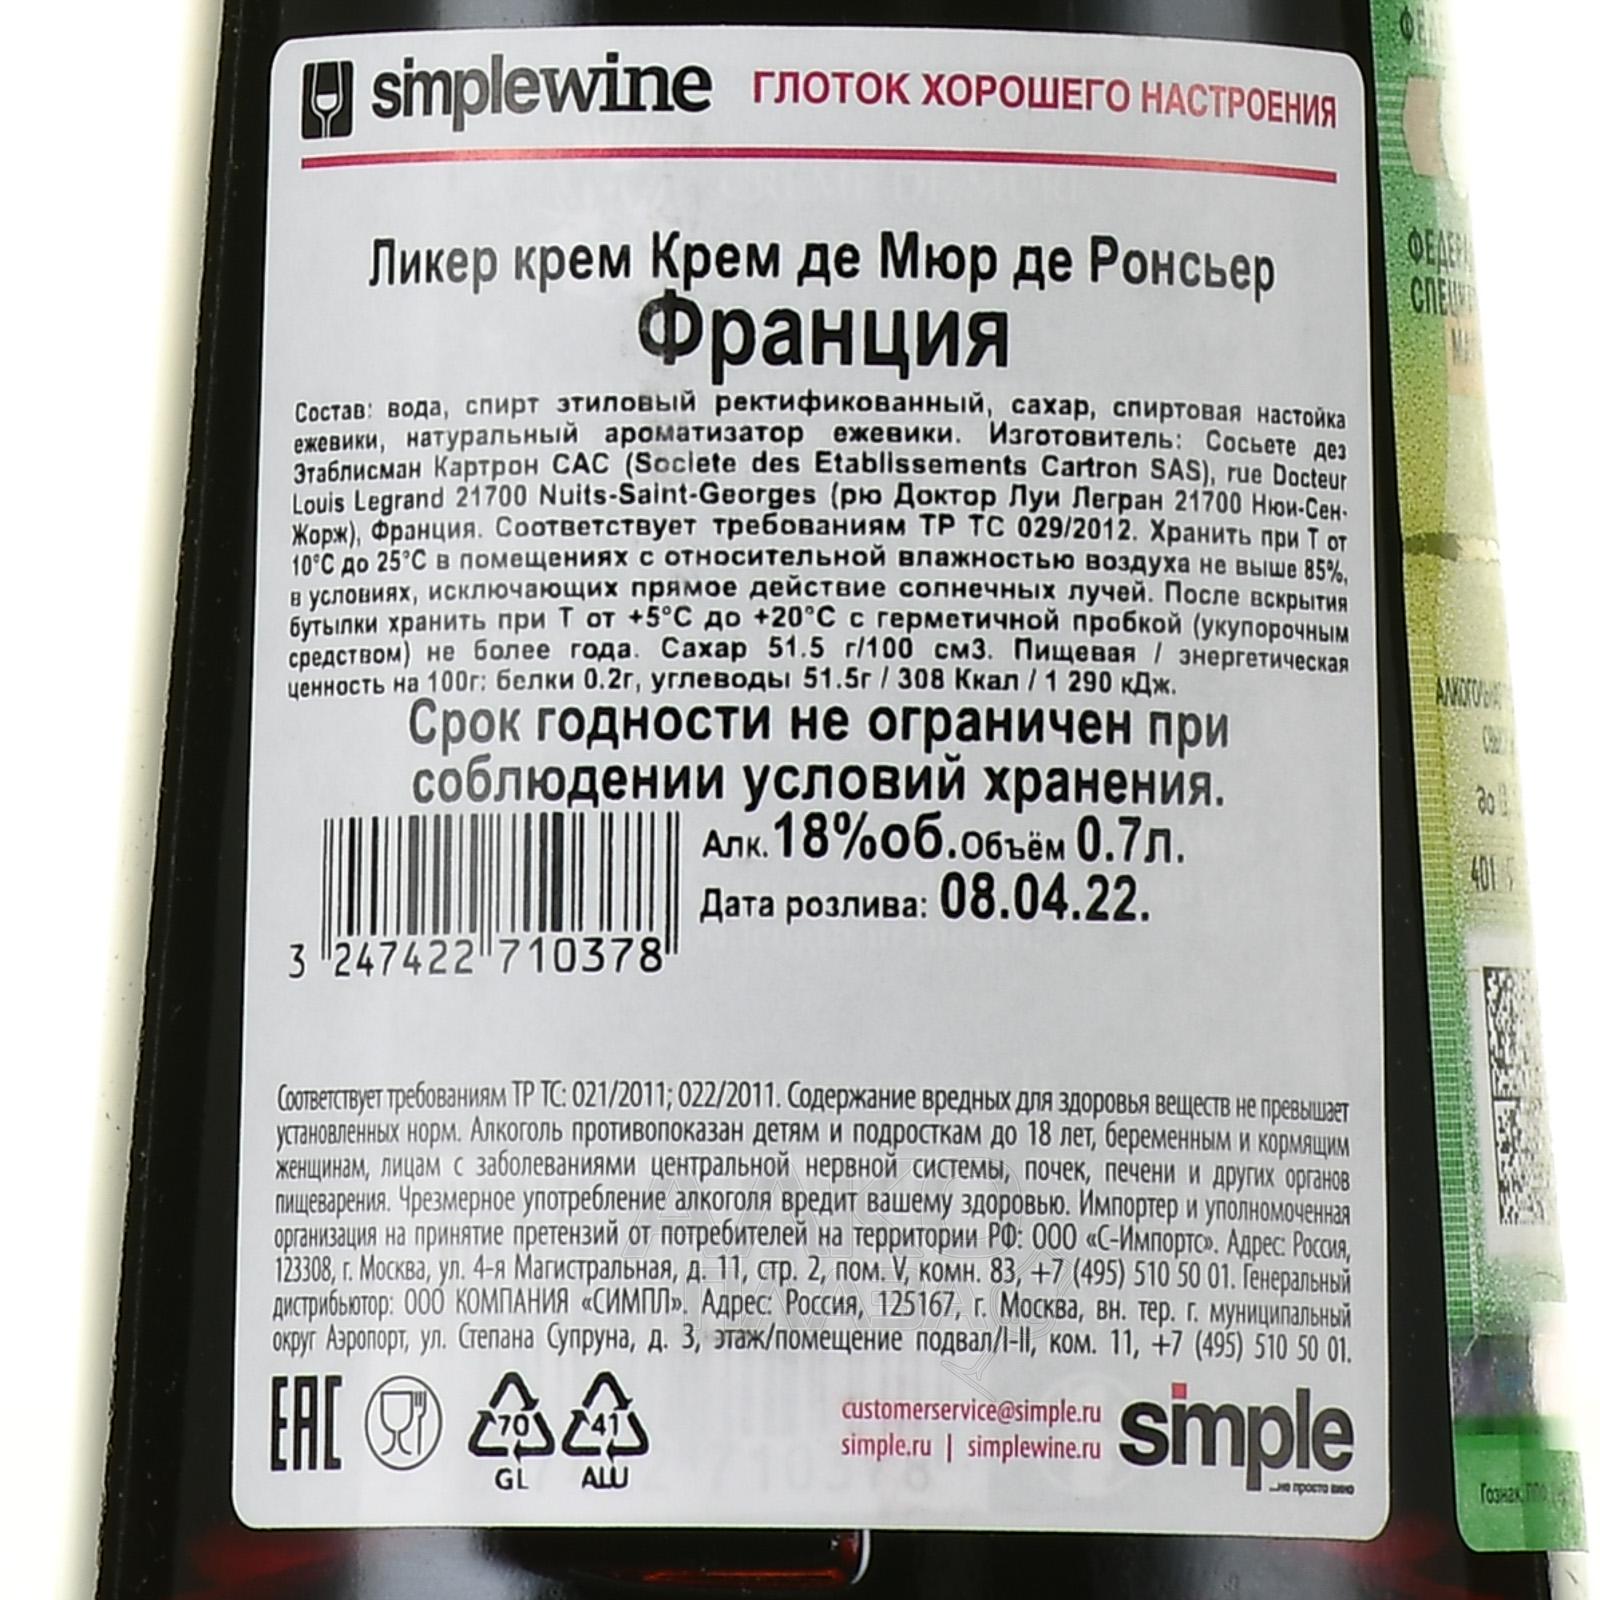 simplewine ГЛОТОК ХОРОШЕГО НАСТРОЕНИЯ
Ликер крем Крем де Мюр де Ронсьер
Франция
Состав: вода, спирт этиловый ректификованный, сахар, спиртовая настойка
ежевики, натуральный ароматизатор ежевики. Изготовитель: Сосьете дез
Этаблисман Картрон САС (Societe des Etablissements Cartron SAS), rue Docteur
Louis Legrand 21700 Nuits-Saint-Georges (рю Доктор Луи Легран 21700 Нюи-Сен-
Жорж), Франция. Соответствует требованиям ТР ТС 029/2012. Хранить при Т от
10°С до 25°С в помещениях с относительной влажностью воздуха не выше 85%,
в условиях, исключающих прямое действие солнечных лучей. После вскрытия
бутылки хранить при Т от +5°С до +20°С с герметичной пробкой (укупорочным
средством) не более года. Сахар 51.5 г/100 см3. Пищевая / энергетическая
ценность на 100г: белки 0.2г, углеводы 51.5г / 308 Ккал / 1 290 кДж.
Срок годности не ограничен при
соблюдении условий хранения.
Алк. 18%об. Объём 0.7л.
Дата розлива: 08.04.22.
3 247422 710378
Соответствует требованиям ТР ТС: 021/2011; 022/2011. Содержание вредных для здоровья веществ не превышает
установленных норм. Алкоголь противопоказан детям и подросткам до 18 лет, беременным и кормящим
женщинам, лицам с заболеваниями центральной нервной системы, почек, печени и других органов
пищеварения. Чрезмерное употребление алкоголя вредит вашему здоровью. Импортер и уполномоченная
организация на принятие претензий от потребителей на территории РФ: ООО «С-Импортс». Адрес: Россия,
123308, г. Москва, ул. 4-я Магистральная, д. 11, стр. 2, пом. V, комн. 83, +7 (495) 510 50 01. Генеральный
дистрибьютор: ООО КОМПАНИЯ «СИМПЛ». Адрес: Россия, 125167, г. Москва, вн. тер. г. муниципальный
округ Аэропорт, ул. Степана Супруна, д. 3, этаж/помещение подвал/I-II, ком. 11, +7 (495) 510 50 01.
EAC
70
GL
41
ALU
customerservice@simple.ru
simple.ru | simplewine.ru
simple
...не просто вино
до
401
Гознак,